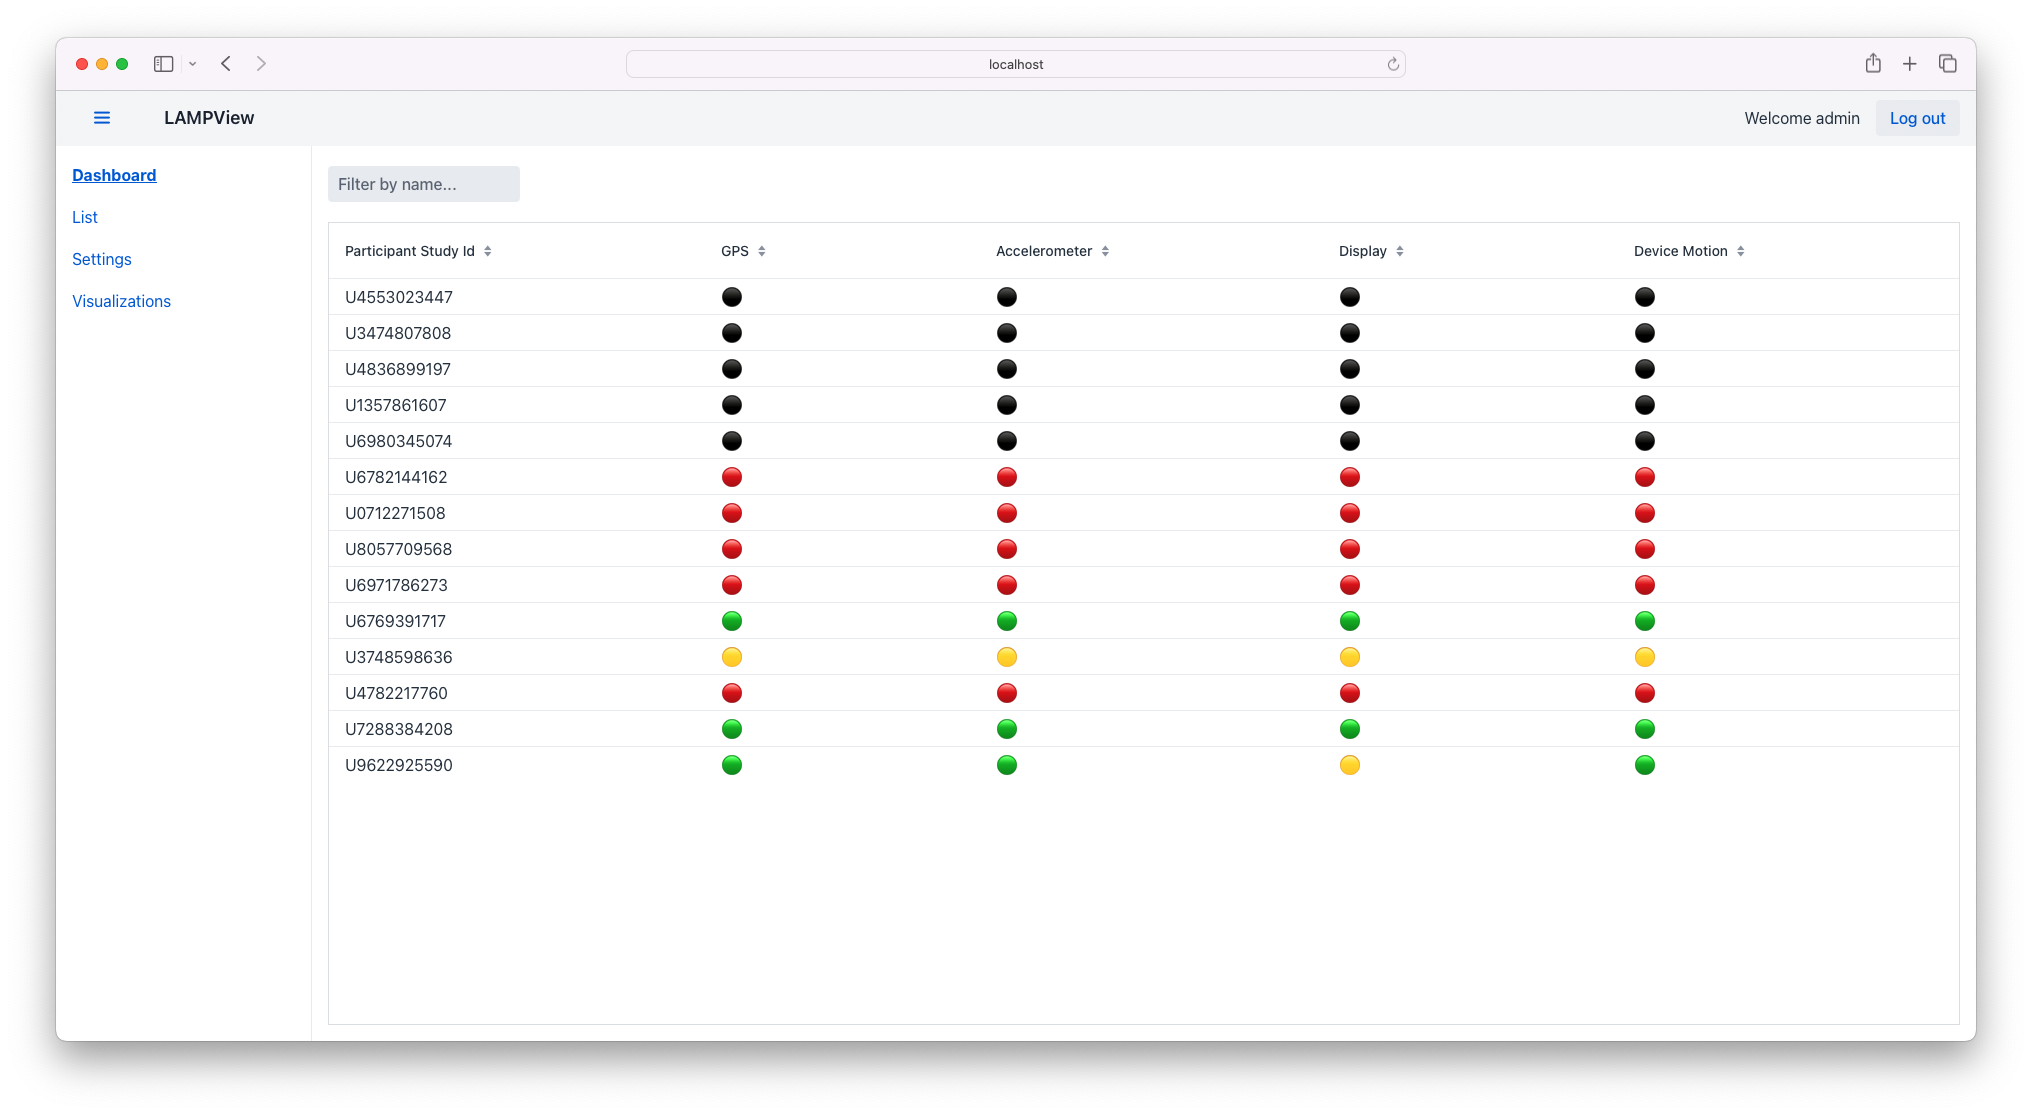 localhost
LAMPView Welcome admin Log out
Dashboard
List
Settings
Visualizations
Filter by name...
Participant Study Id GPS Accelerometer Display Device Motion
U4553023447
U3474807808
U4836899197
U1357861607
U6980345074
U6782144162
U0712271508
U8057709568
U6971786273
U6769391717
U3748598636
U4782217760
U7288384208
U9622925590